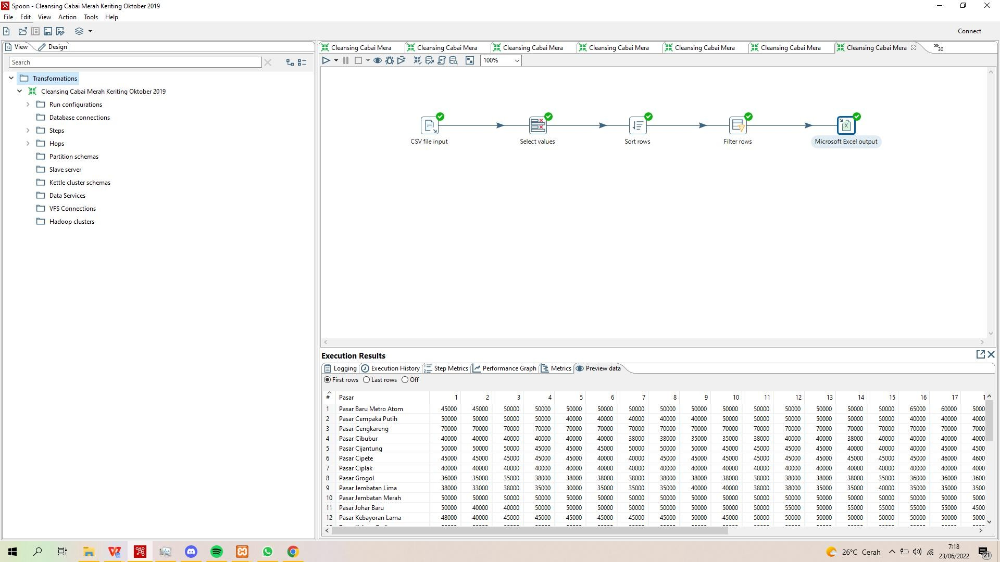 Spoon - Cleansing Cabai Merah Keriting Oktober 2019
File Edit View Action Tools Help
Connect
View Design
Search
Transformations
Cleansing Cabai Merah Keriting Oktober 2019
Run configurations
Database connections
Steps
Hops
Partition schemas
Slave server
Kettle cluster schemas
Data Services
VFS Connections
Hadoop clusters
Cleansing Cabai Mera Cleansing Cabai Mera Cleansing Cabai Mera Cleansing Cabai Mera Cleansing Cabai Mera Cleansing Cabai Mera Cleansing Cabai Mera »30
100%
CSV file input Select values Sort rows Filter rows Microsoft Excel output
Execution Results
Logging Execution History Step Metrics Performance Graph Metrics Preview data
First rows Last rows Off
# Pasar 1 2 3 4 5 6 7 8 9 10 11 12 13 14 15 16 17 1
1 Pasar Baru Metro Atom 45000 45000 50000 50000 50000 50000 50000 50000 50000 50000 50000 50000 50000 50000 50000 65000 60000 5000
2 Pasar Cempaka Putih 50000 50000 50000 50000 40000 40000 40000 40000 40000 50000 50000 50000 50000 50000 50000 40000 40000 4000
3 Pasar Cengkareng 70000 70000 70000 70000 70000 70000 70000 70000 70000 70000 70000 70000 70000 70000 70000 70000 70000 7000
4 Pasar Cibubur 40000 40000 40000 40000 40000 40000 38000 38000 35000 35000 38000 40000 40000 38000 40000 40000 40000 4000
5 Pasar Cijantung 50000 50000 50000 45000 45000 45000 50000 50000 50000 45000 45000 45000 45000 40000 40000 40000 45000 4500
6 Pasar Cipete 45000 45000 45000 45000 45000 40000 40000 45000 45000 45000 45000 45000 45000 45000 45000 45000 46000 4600
7 Pasar Ciplak 40000 40000 40000 40000 40000 40000 40000 40000 40000 40000 40000 40000 40000 40000 40000 40000 40000 4000
8 Pasar Grogol 36000 35000 35000 38000 38000 38000 38000 38000 38000 38000 38000 38000 38000 38000 35000 36000 36000 3600
9 Pasar Jembatan Lima 38000 33000 38000 35000 30000 35000 35000 35000 40000 40000 38000 38000 35000 35000 40000 35000 35000 3500
10 Pasar Jembatan Merah 50000 50000 50000 50000 50000 50000 50000 50000 50000 50000 50000 50000 50000 50000 50000 50000 50000 5000
11 Pasar Johar Baru 50000 40000 40000 50000 50000 50000 50000 50000 50000 50000 50000 55000 50000 55000 55000 55000 55000 4500
12 Pasar Kebayoran Lama 48000 40000 45000 45000 45000 45000 45000 45000 50000 45000 50000 50000 50000 50000 50000 50000 50000 5000
26°C Cerah
7:18
23/06/2022
21